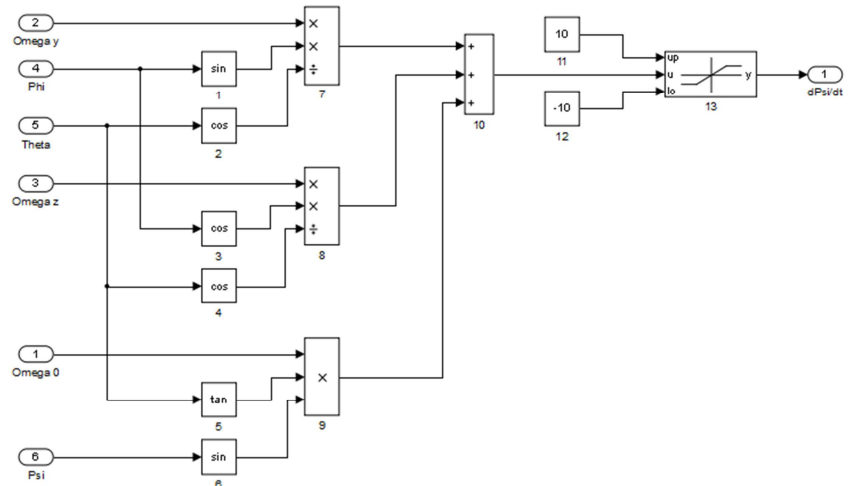 2
Omega y
4
Phi
sin
1
5
Theta
cos
2
×
×
÷
7
3
Omega z
cos
3
cos
4
×
×
÷
8
1
Omega 0
tan
5
6
Psi
sin
6
×
9
+
+
+
10
10
11
-10
12
up
u
lo
y
13
1
dPsi/dt